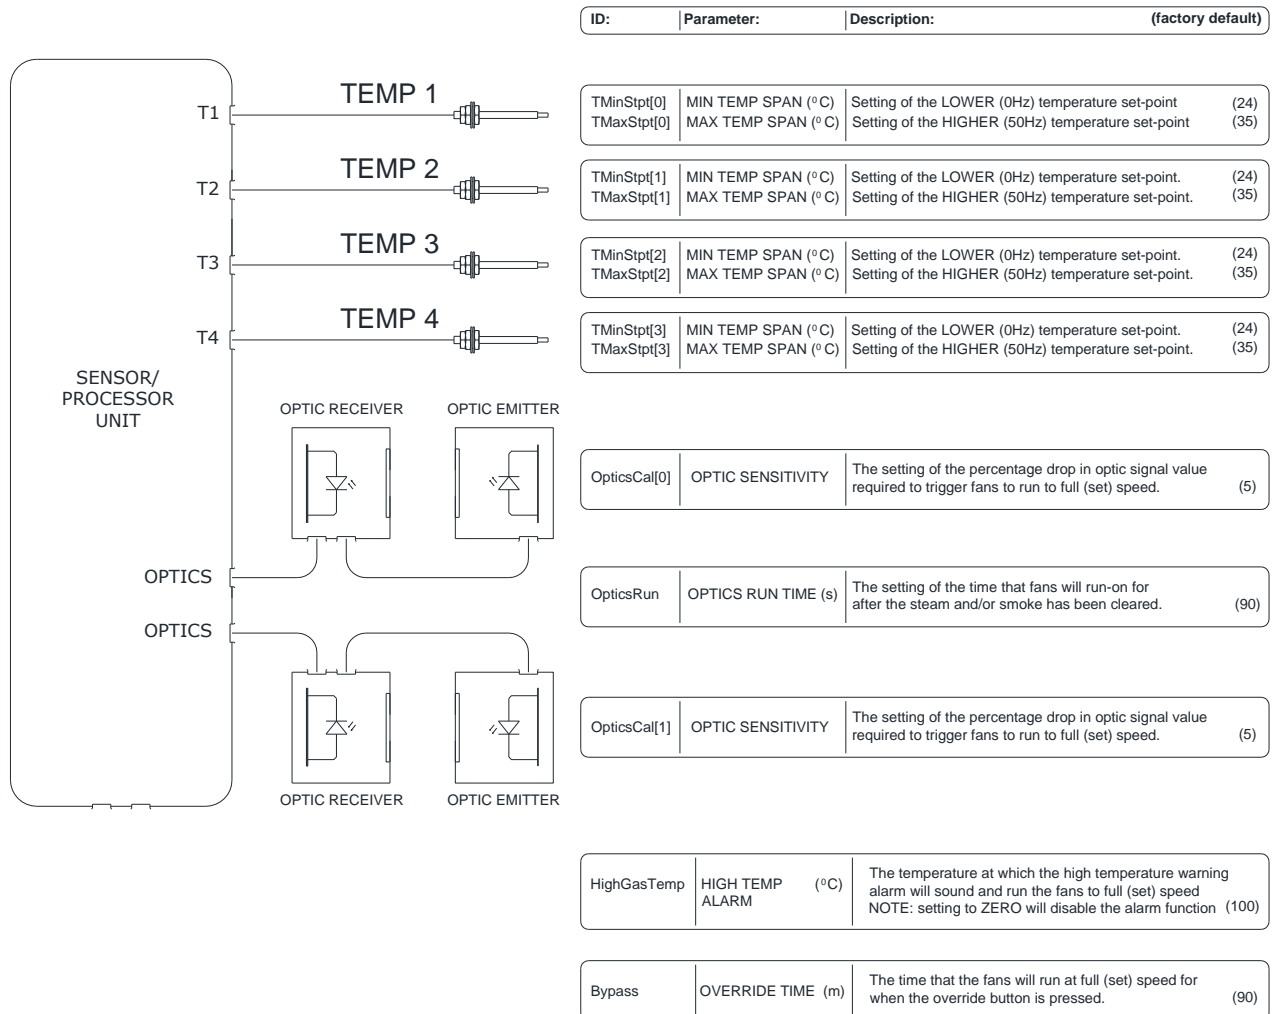 ID: Parameter: Description: (factory default)
TEMP 1
T1
TMinStpt[0] MIN TEMP SPAN (⁰C) Setting of the LOWER (0Hz) temperature set-point (24)
TMaxStpt[0] MAX TEMP SPAN (⁰C) Setting of the HIGHER (50Hz) temperature set-point (35)
TEMP 2
T2
TMinStpt[1] MIN TEMP SPAN (⁰C) Setting of the LOWER (0Hz) temperature set-point. (24)
TMaxStpt[1] MAX TEMP SPAN (⁰C) Setting of the HIGHER (50Hz) temperature set-point. (35)
TEMP 3
T3
TMinStpt[2] MIN TEMP SPAN (⁰C) Setting of the LOWER (0Hz) temperature set-point. (24)
TMaxStpt[2] MAX TEMP SPAN (⁰C) Setting of the HIGHER (50Hz) temperature set-point. (35)
TEMP 4
T4
TMinStpt[3] MIN TEMP SPAN (⁰C) Setting of the LOWER (0Hz) temperature set-point. (24)
TMaxStpt[3] MAX TEMP SPAN (⁰C) Setting of the HIGHER (50Hz) temperature set-point. (35)
SENSOR/
PROCESSOR
UNIT
OPTIC RECEIVER OPTIC EMITTER
OpticsCal[0] OPTIC SENSITIVITY The setting of the percentage drop in optic signal value
required to trigger fans to run to full (set) speed. (5)
OPTICS
OpticsRun OPTICS RUN TIME (s) The setting of the time that fans will run-on for
after the steam and/or smoke has been cleared. (90)
OPTICS
OpticsCal[1] OPTIC SENSITIVITY The setting of the percentage drop in optic signal value
required to trigger fans to run to full (set) speed. (5)
OPTIC RECEIVER OPTIC EMITTER
HighGasTemp HIGH TEMP (⁰C) The temperature at which the high temperature warning
ALARM alarm will sound and run the fans to full (set) speed
NOTE: setting to ZERO will disable the alarm function (100)
Bypass OVERRIDE TIME (m) The time that the fans will run at full (set) speed for
when the override button is pressed. (90)